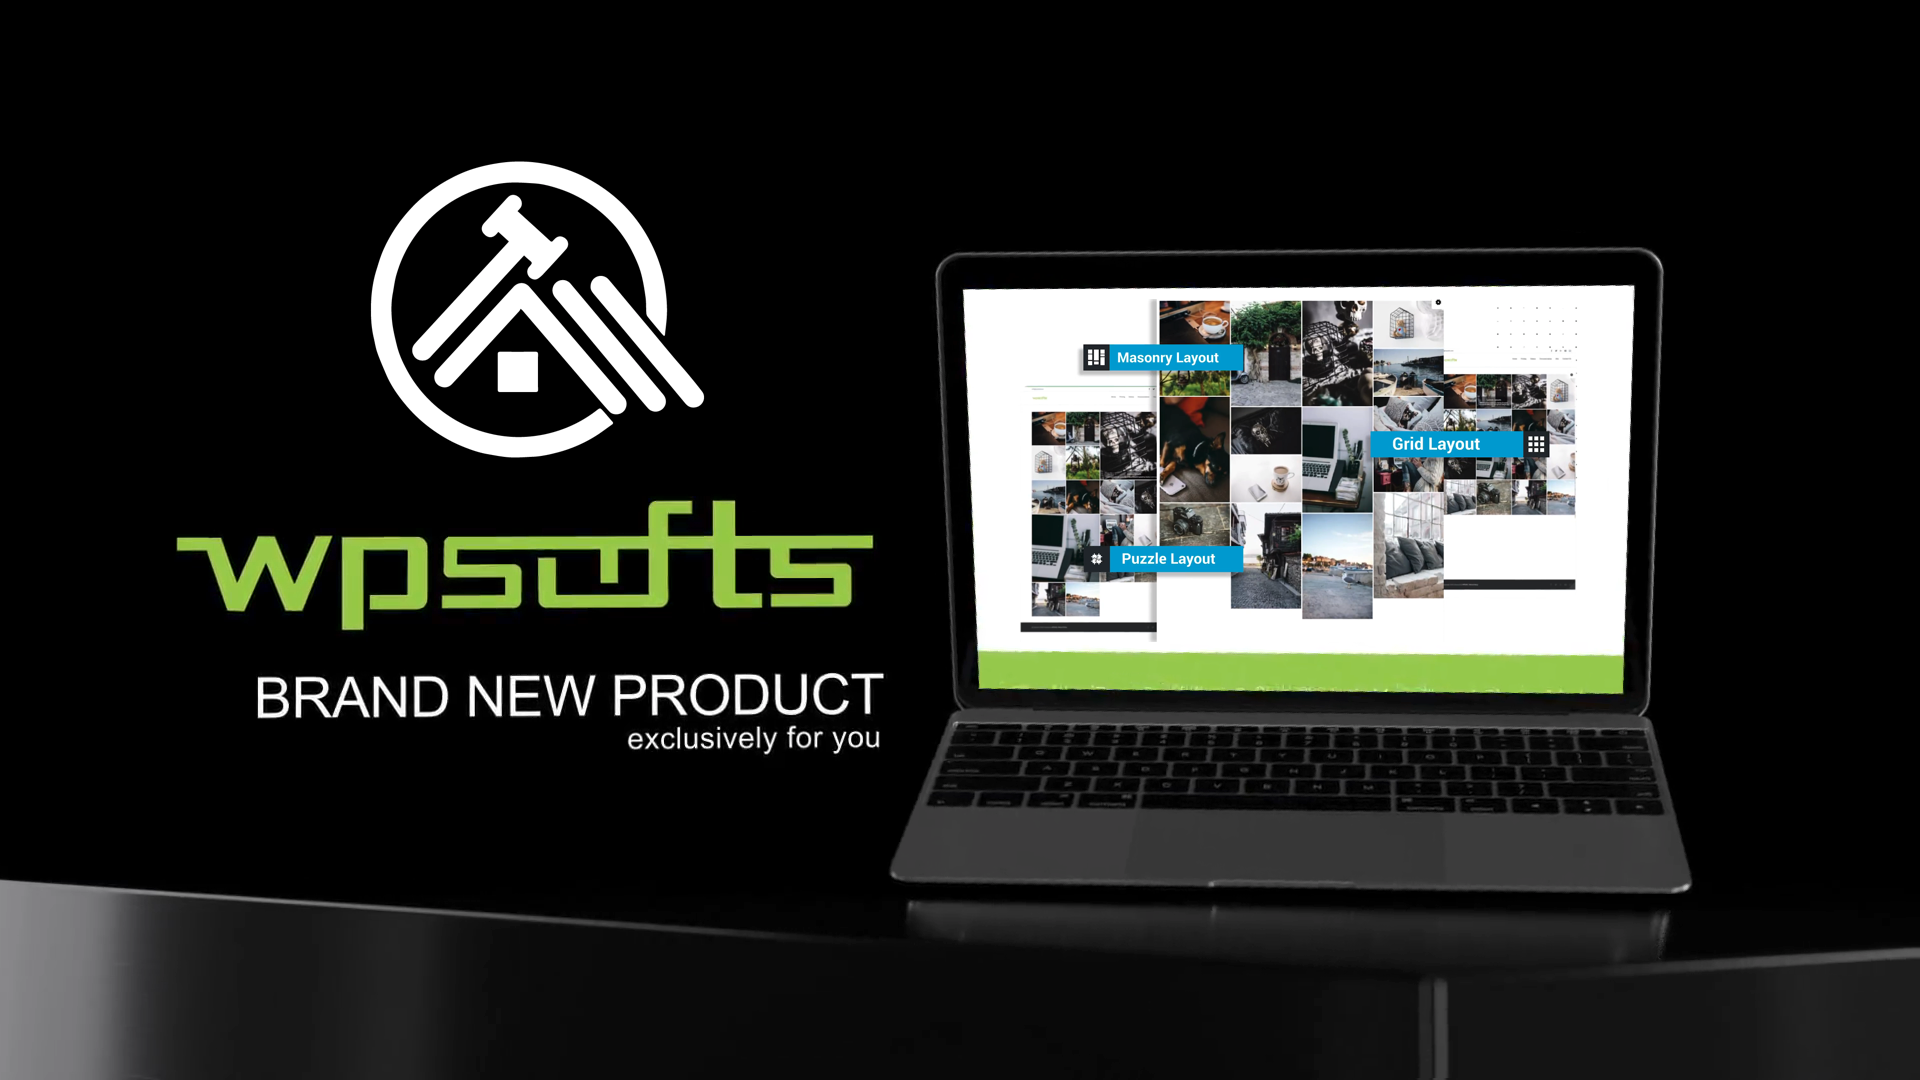 wpsofts
BRAND NEW PRODUCT
exclusively for you
Masonry Layout
Grid Layout
Puzzle Layout